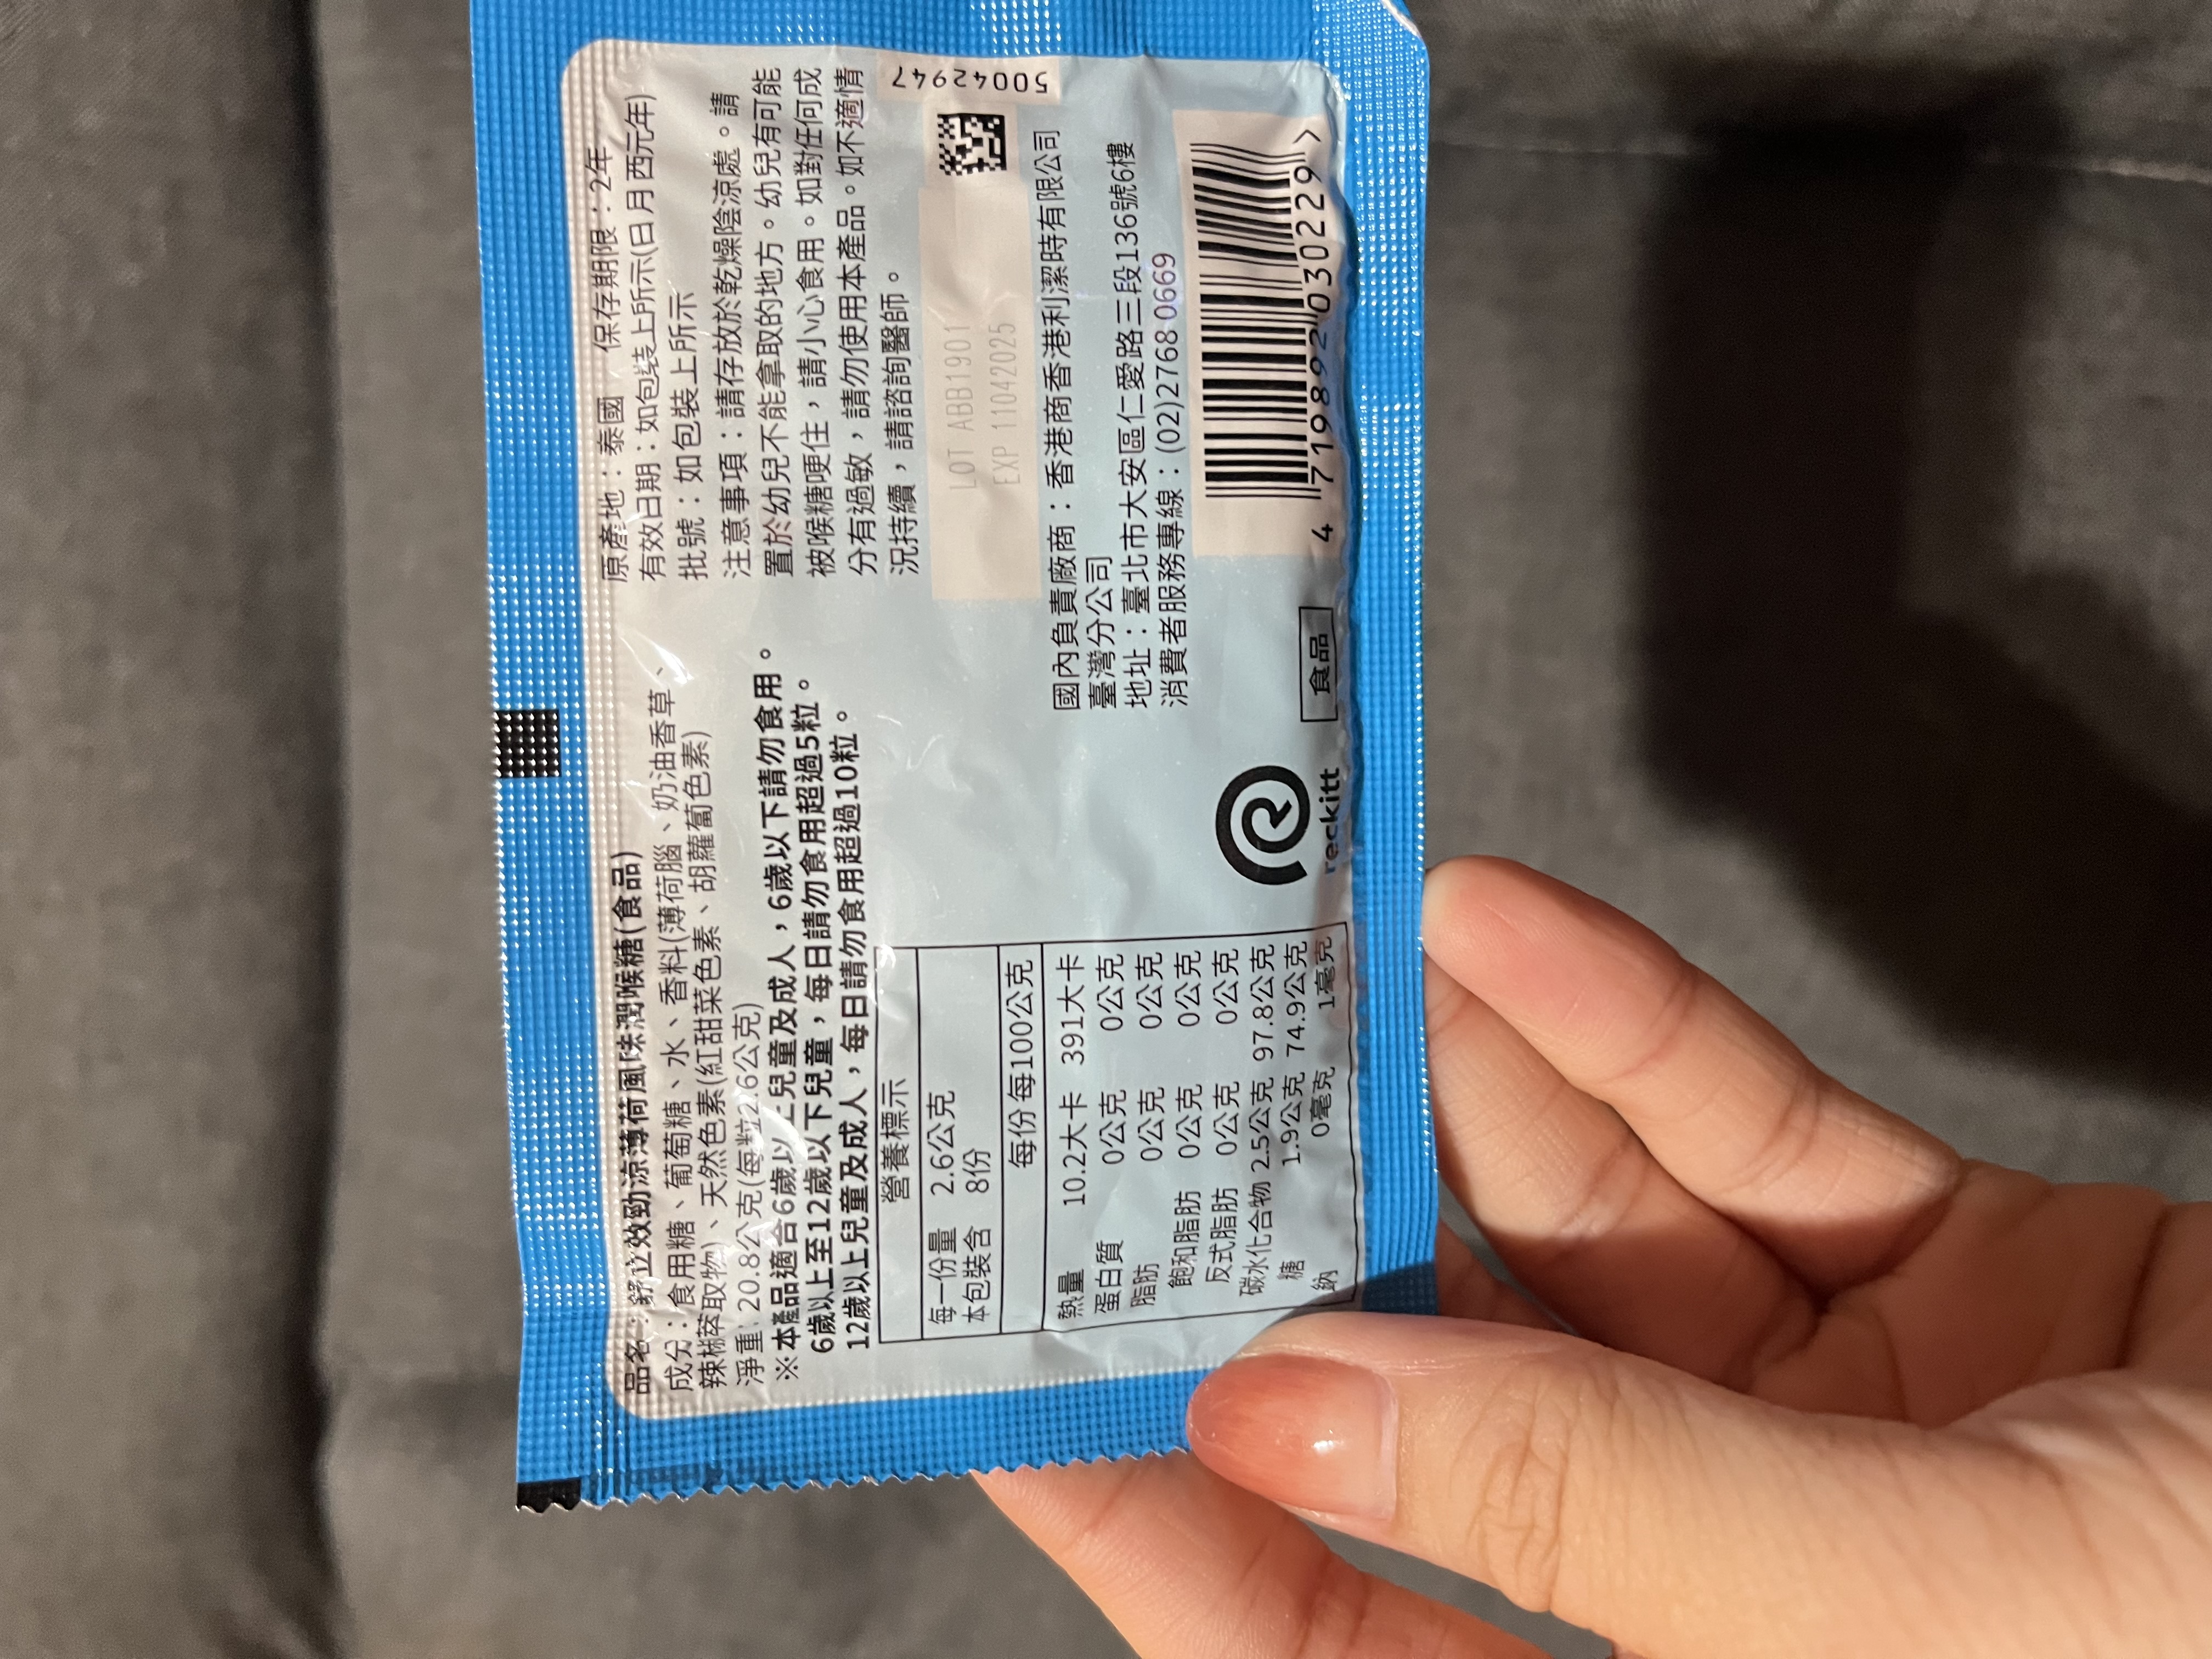 品名：舒立效勁涼薄荷風味潤喉糖(食品)
成分：食用糖、葡萄糖、水、香料(薄荷腦、奶油香草、
辣椒萃取物)、天然色素(紅甜菜色素、胡蘿蔔色素)
淨重：20.8公克(每粒2.6公克)
※本產品適合6歲以上兒童及成人，6歲以下請勿食用。
6歲以上至12歲以下兒童，每日請勿食用超過5粒。
12歲以上兒童及成人，每日請勿食用超過10粒。
營養標示
每一份量 2.6公克
本包裝含 8份
每份 每100公克
熱量 10.2大卡 391大卡
蛋白質 0公克 0公克
脂肪 0公克 0公克
飽和脂肪 0公克 0公克
反式脂肪 0公克 0公克
碳水化合物 2.5公克 97.8公克
糖 1.9公克 74.9公克
鈉 0毫克 1毫克
reckitt
原產地：泰國 保存期限：2年
有效日期：如包裝上所示(日月西元年)
批號：如包裝上所示
注意事項：請存放於乾燥陰涼處。請
置於幼兒不能拿取的地方。幼兒有可能
被喉糖哽住，請小心食用。如對任何成
分有過敏，請勿使用本產品。如不適情
況持續，請諮詢醫師。
LOT ABB1901
EXP 11042025
50042947
國內負責廠商：香港商香港利潔時有限公司
臺灣分公司
地址：臺北市大安區仁愛路三段136號6樓
消費者服務專線：(02)2768 0669
食品
4 719892 030229 >